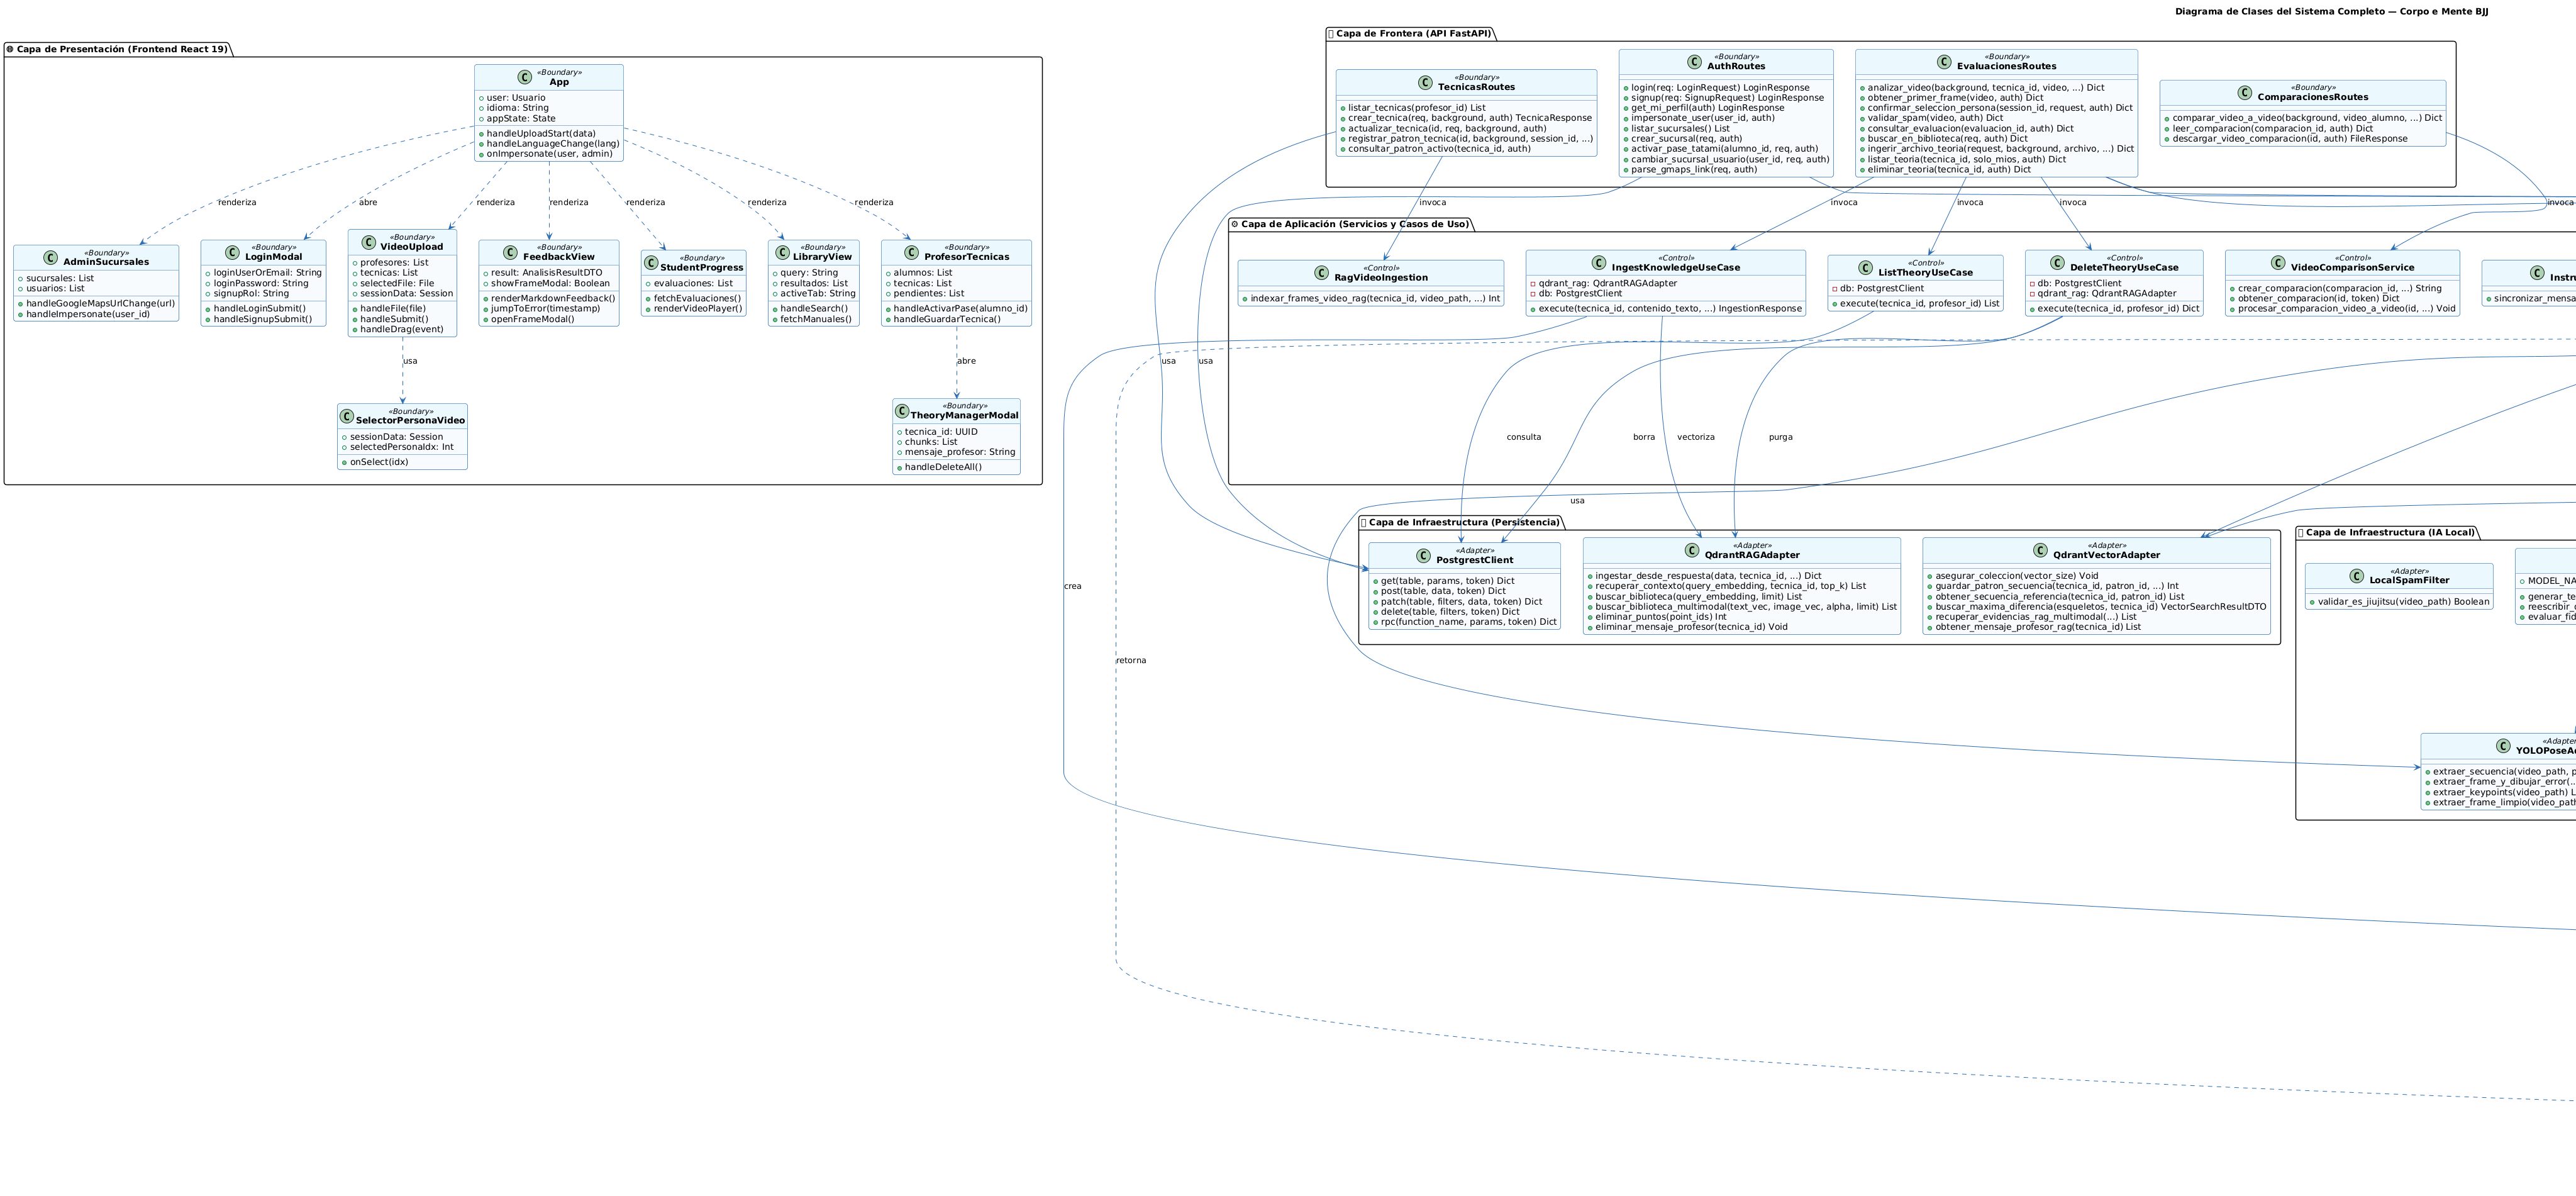 Diagrama de Clases del Sistema Completo — Corpo e Mente BJJ
Capa de Presentación (Frontend React 19)
«Boundary»
App
user: Usuario
idioma: String
appState: State
handleUploadStart(data)
handleLanguageChange(lang)
onImpersonate(user, admin)
renderiza
abre
renderiza
renderiza
renderiza
renderiza
renderiza
«Boundary»
AdminSucursales
sucursales: List
usuarios: List
handleGoogleMapsUrlChange(url)
handleImpersonate(user_id)
«Boundary»
LoginModal
loginUserOrEmail: String
loginPassword: String
signupRol: String
handleLoginSubmit()
handleSignupSubmit()
«Boundary»
VideoUpload
profesores: List
tecnicas: List
selectedFile: File
sessionData: Session
handleFile(file)
handleSubmit()
handleDrag(event)
«Boundary»
FeedbackView
result: AnalisisResultDTO
showFrameModal: Boolean
renderMarkdownFeedback()
jumpToError(timestamp)
openFrameModal()
«Boundary»
StudentProgress
evaluaciones: List
fetchEvaluaciones()
renderVideoPlayer()
«Boundary»
LibraryView
query: String
resultados: List
activeTab: String
handleSearch()
fetchManuales()
«Boundary»
ProfesorTecnicas
alumnos: List
tecnicas: List
pendientes: List
handleActivarPase(alumno_id)
handleGuardarTecnica()
usa
abre
«Boundary»
SelectorPersonaVideo
sessionData: Session
selectedPersonaIdx: Int
onSelect(idx)
«Boundary»
TheoryManagerModal
tecnica_id: UUID
chunks: List
mensaje_profesor: String
handleDeleteAll()
Capa de Frontera (API FastAPI)
«Boundary»
TecnicasRoutes
listar_tecnicas(profesor_id) List
crear_tecnica(req, background, auth) TecnicaResponse
actualizar_tecnica(id, req, background, auth)
registrar_patron_tecnica(id, background, session_id, ...)
consultar_patron_activo(tecnica_id, auth)
«Boundary»
AuthRoutes
login(req: LoginRequest) LoginResponse
signup(req: SignupRequest) LoginResponse
get_mi_perfil(auth) LoginResponse
impersonate_user(user_id, auth)
listar_sucursales() List
crear_sucursal(req, auth)
activar_pase_tatami(alumno_id, req, auth)
cambiar_sucursal_usuario(user_id, req, auth)
parse_gmaps_link(req, auth)
«Boundary»
EvaluacionesRoutes
analizar_video(background, tecnica_id, video, ...) Dict
obtener_primer_frame(video, auth) Dict
confirmar_seleccion_persona(session_id, request, auth) Dict
validar_spam(video, auth) Dict
consultar_evaluacion(evaluacion_id, auth) Dict
buscar_en_biblioteca(req, auth) Dict
ingerir_archivo_teoria(request, background, archivo, ...) Dict
listar_teoria(tecnica_id, solo_mios, auth) Dict
eliminar_teoria(tecnica_id, auth) Dict
«Boundary»
ComparacionesRoutes
comparar_video_a_video(background, video_alumno, ...) Dict
leer_comparacion(comparacion_id, auth) Dict
descargar_video_comparacion(id, auth) FileResponse
invoca
invoca
invoca
invoca
invoca
Capa de Aplicación (Servicios y Casos de Uso)
«Control»
RagVideoIngestion
indexar_frames_video_rag(tecnica_id, video_path, ...) Int
«Control»
IngestKnowledgeUseCase
qdrant_rag: QdrantRAGAdapter
db: PostgrestClient
execute(tecnica_id, contenido_texto, ...) IngestionResponse
«Control»
ListTheoryUseCase
db: PostgrestClient
execute(tecnica_id, profesor_id) List
«Control»
DeleteTheoryUseCase
db: PostgrestClient
qdrant_rag: QdrantRAGAdapter
execute(tecnica_id, profesor_id) Dict
«Control»
VideoComparisonService
crear_comparacion(comparacion_id, ...) String
obtener_comparacion(id, token) Dict
procesar_comparacion_video_a_video(id, ...) Void
Instru
sincronizar_mensa
usa
usa
consulta
borra
vectoriza
purga
usa
crea
retorna
Capa de Infraestructura (Persistencia)
«Adapter»
PostgrestClient
get(table, params, token) Dict
post(table, data, token) Dict
patch(table, filters, data, token) Dict
delete(table, filters, token) Dict
rpc(function_name, params, token) Dict
«Adapter»
QdrantRAGAdapter
ingestar_desde_respuesta(data, tecnica_id, ...) Dict
recuperar_contexto(query_embedding, tecnica_id, top_k) List
buscar_biblioteca(query_embedding, limit) List
buscar_biblioteca_multimodal(text_vec, image_vec, alpha, limit) List
eliminar_puntos(point_ids) Int
eliminar_mensaje_profesor(tecnica_id) Void
«Adapter»
QdrantVectorAdapter
asegurar_coleccion(vector_size) Void
guardar_patron_secuencia(tecnica_id, patron_id, ...) Int
obtener_secuencia_referencia(tecnica_id, patron_id) List
buscar_maxima_diferencia(esqueletos, tecnica_id) VectorSearchResultDTO
recuperar_evidencias_rag_multimodal(...) List
obtener_mensaje_profesor_rag(tecnica_id) List
Capa de Infraestructura (IA Local)
«Adapter»
LocalSpamFilter
validar_es_jiujitsu(video_path) Boolean
MODEL_NA
generar_te
reescribir_
evaluar_fid
«Adapte
YOLOPoseA
extraer_secuencia(video_path, p
extraer_frame_y_dibujar_error(..
extraer_keypoints(video_path) L
extraer_frame_limpio(video_path